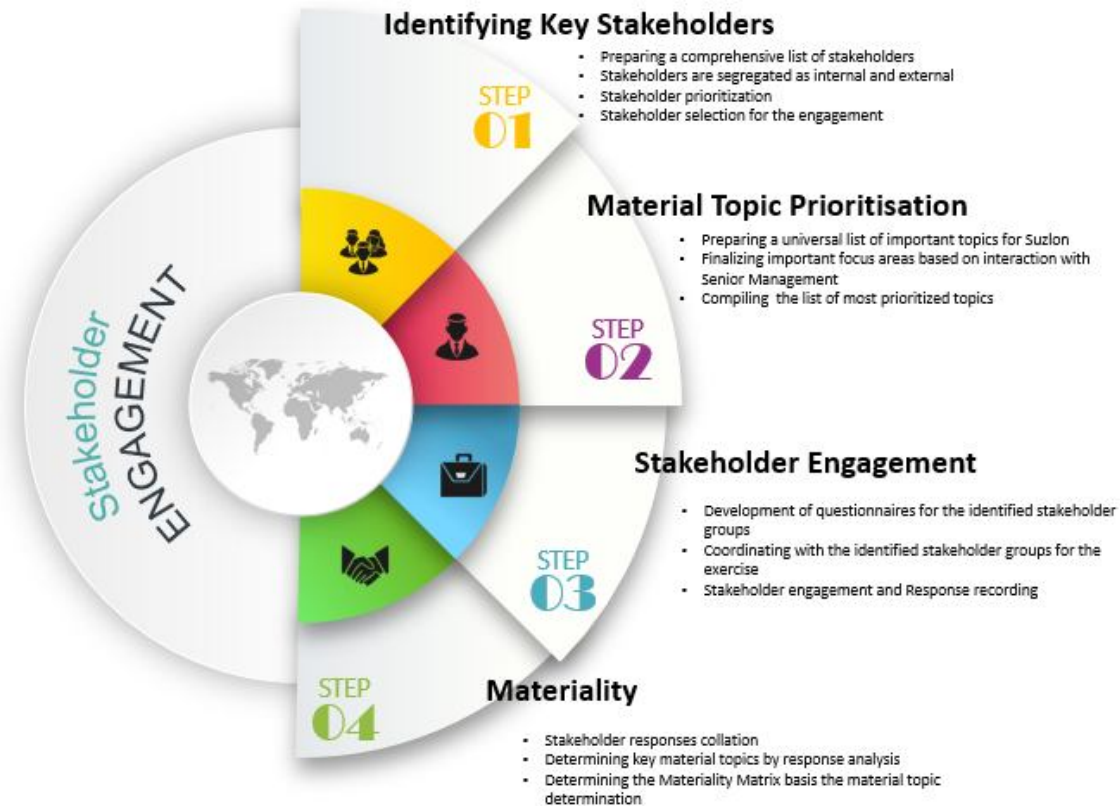 Stakeholder
ENGAGEMENT
Identifying Key Stakeholders
▪ Preparing a comprehensive list of stakeholders
▪ Stakeholders are segregated as internal and external
▪ Stakeholder prioritization
▪ Stakeholder selection for the engagement
STEP
01
Material Topic Prioritisation
▪ Preparing a universal list of important topics for Suzlon
▪ Finalizing important focus areas based on interaction with
Senior Management
▪ Compiling the list of most prioritized topics
STEP
02
Stakeholder Engagement
▪ Development of questionnaires for the identified stakeholder
groups
▪ Coordinating with the identified stakeholder groups for the
exercise
▪ Stakeholder engagement and Response recording
STEP
03
Materiality
▪ Stakeholder responses collation
▪ Determining key material topics by response analysis
▪ Determining the Materiality Matrix basis the material topic
determination
STEP
04